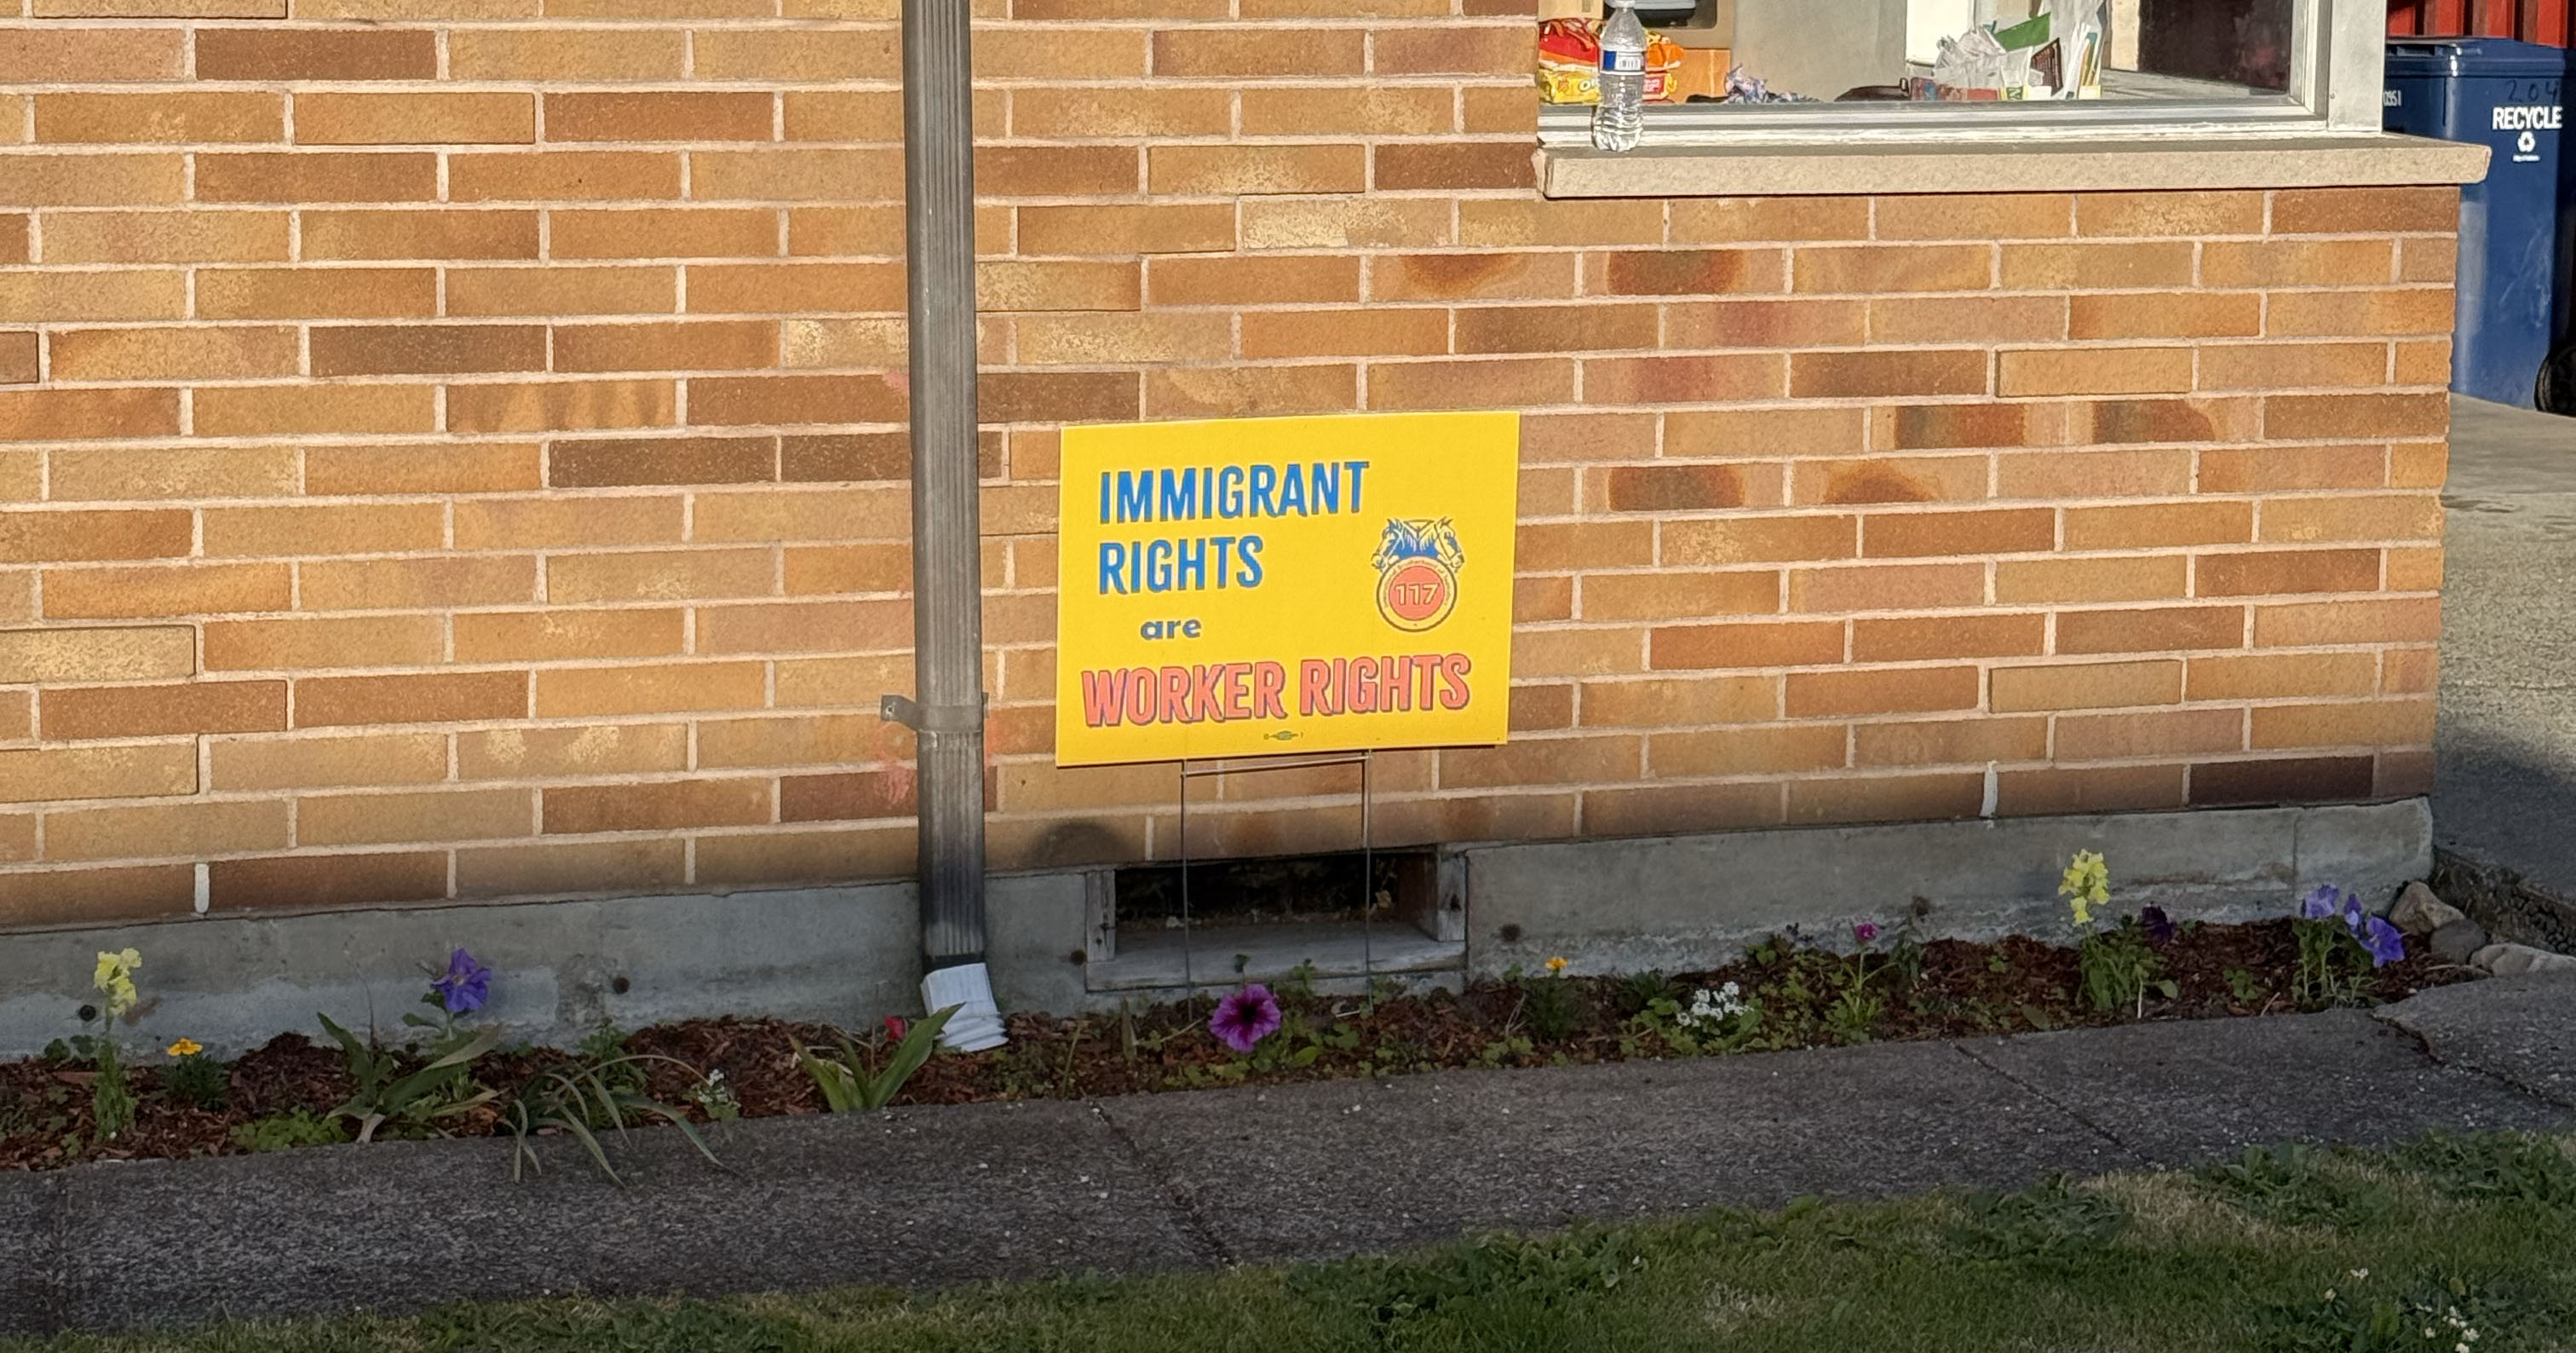 IMMIGRANT
RIGHTS
are
WORKER RIGHTS
117
RECYCLE